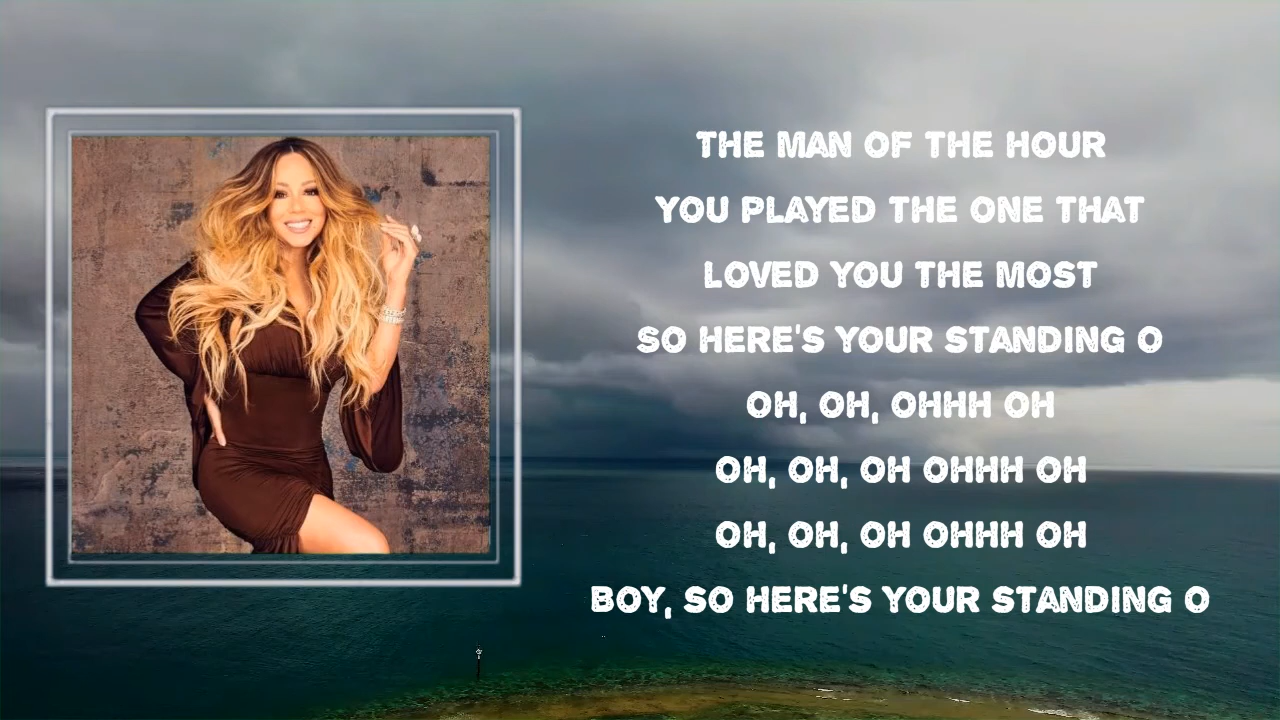 THE MAN OF THE HOUR
YOU PLAYED THE ONE THAT
LOVED YOU THE MOST
SO HERE'S YOUR STANDING O
OH, OH, OHHH OH
OH, OH, OH OHHH OH
OH, OH, OH OHHH OH
BOY, SO HERE'S YOUR STANDING O